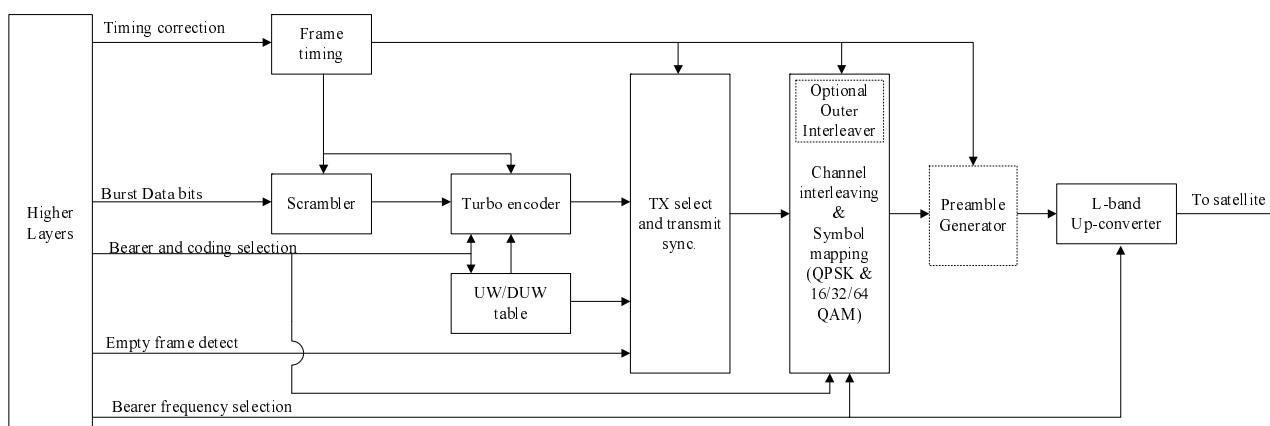 Timing correction
Frame
timing
Optional
Outer
Interleaver
Burst Data bits
Scrambler
Turbo encoder
TX select
and transmit
sync.
Channel
interleaving
&
Symbol
mapping
(QPSK &
16/32/64
QAM)
Preamble
Generator
L-band
Up-converter
To satellite
Higher
Layers
Bearer and coding selection
UW/DUW
table
Empty frame detect
Bearer frequency selection